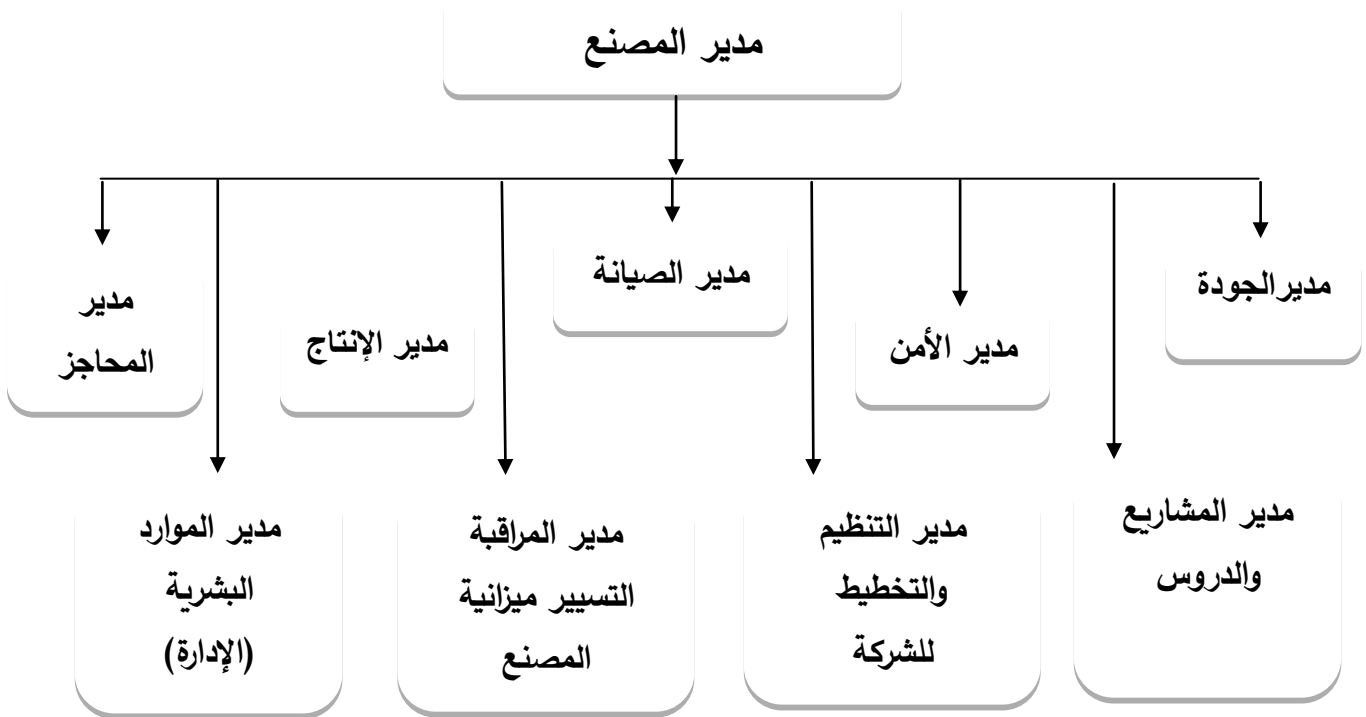 مدير المصنع
مديرالجودة
مدير الأمن
مدير الصيانة
مدير الإنتاج
مدير
المحاجز
مدير المشاريع
والدروس
مدير التنظيم
والتخطيط
للشركة
مدير المراقبة
التسيير ميزانية
المصنع
مدير الموارد
البشرية
(الإدارة)